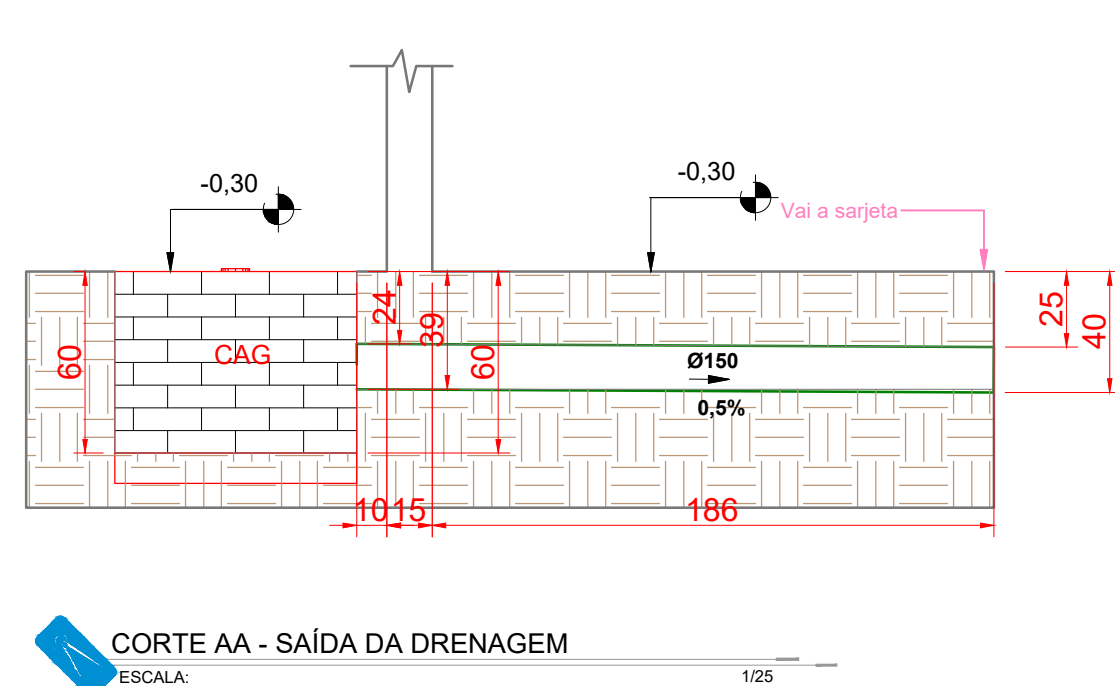 -0,30
-0,30
Vai a sarjeta
60
CAG
24
39
60
Ø150
0,5%
25
40
10
15
186
CORTE AA - SAÍDA DA DRENAGEM
ESCALA: 1/25